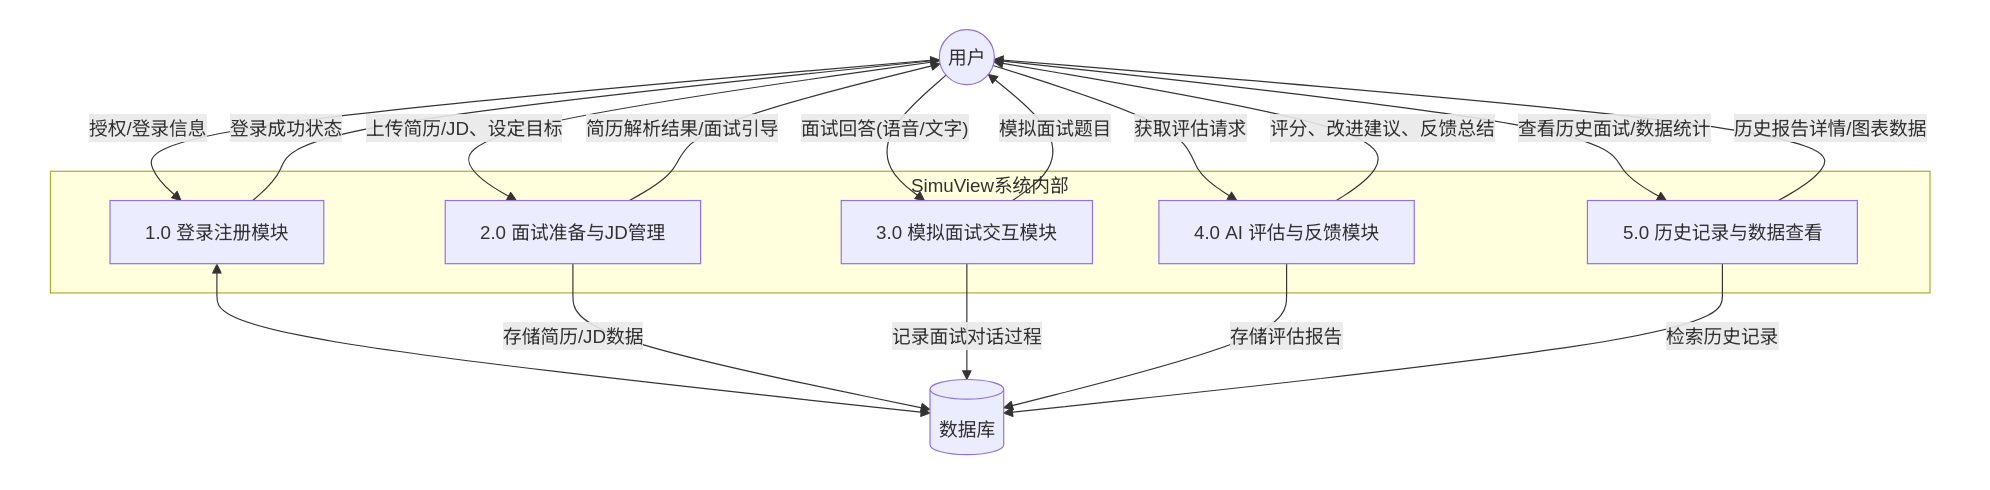 用户
授权/登录信息
登录成功状态
上传简历/JD、设定目标
简历解析结果/面试引导
面试回答(语音/文字)
模拟面试题目
获取评估请求
评分、改进建议、反馈总结
查看历史面试/数据统计
历史报告详情/图表数据
SimuView系统内部
1.0 登录注册模块
2.0 面试准备与JD管理
3.0 模拟面试交互模块
4.0 AI 评估与反馈模块
5.0 历史记录与数据查看
存储简历/JD数据
记录面试对话过程
存储评估报告
检索历史记录
数据库